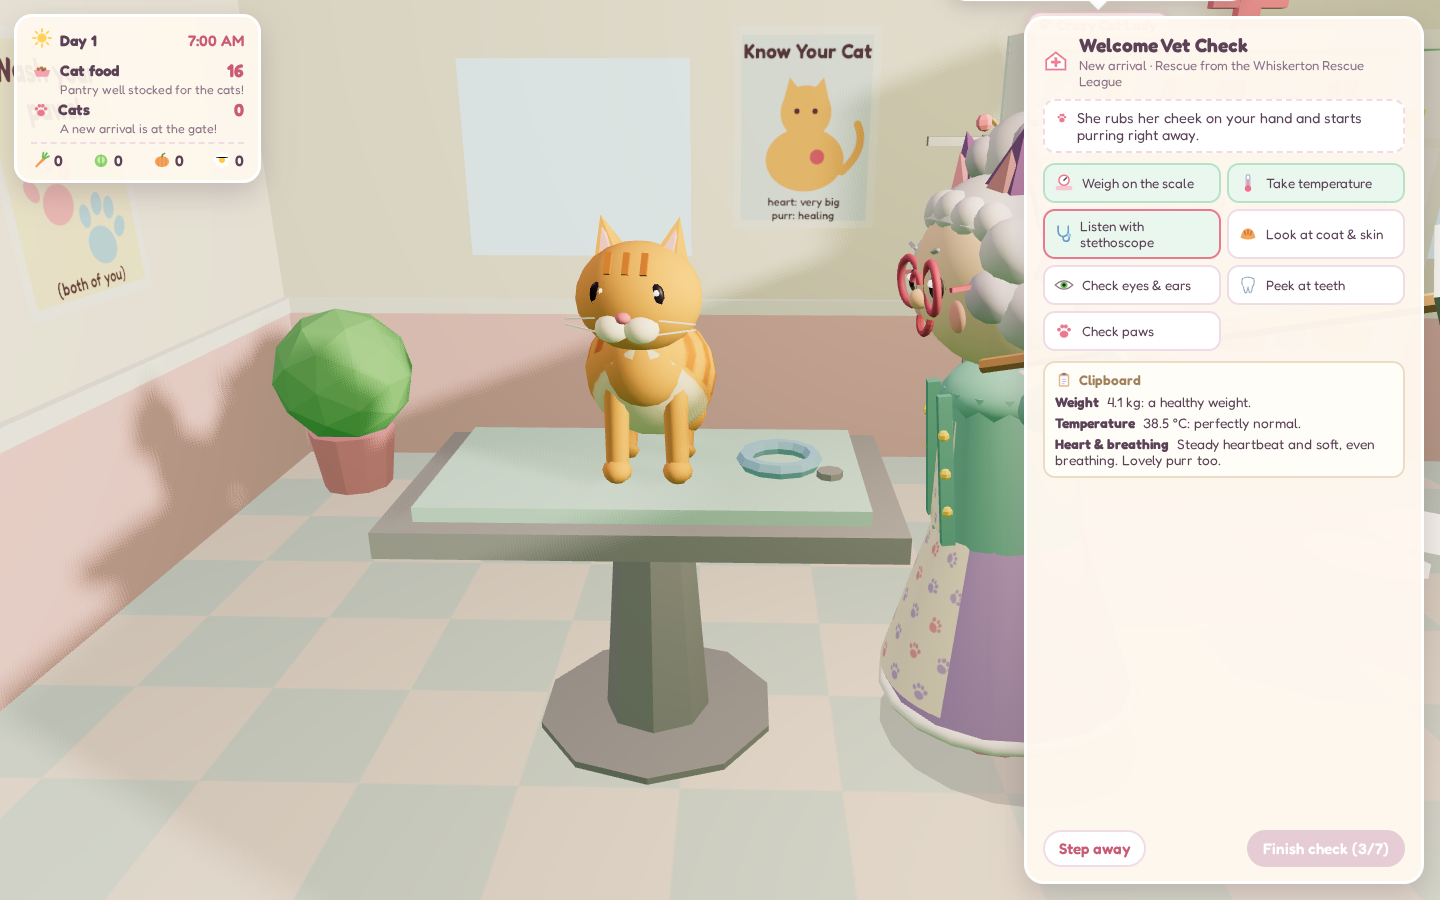 Day 1
7:00 AM
Cat food
16
Pantry well stocked for the cats!
Cats
0
A new arrival is at the gate!
0
0
0
0
(both of you)
Know Your Cat
heart: very big
purr: healing
Welcome Vet Check
New arrival · Rescue from the Whiskerton Rescue
League
She rubs her cheek on your hand and starts
purring right away.
Weigh on the scale
Take temperature
Listen with
stethoscope
Look at coat & skin
Check eyes & ears
Peek at teeth
Check paws
Clipboard
Weight 4.1 kg: a healthy weight.
Temperature 38.5 °C: perfectly normal.
Heart & breathing Steady heartbeat and soft, even
breathing. Lovely purr too.
Step away
Finish check (3/7)